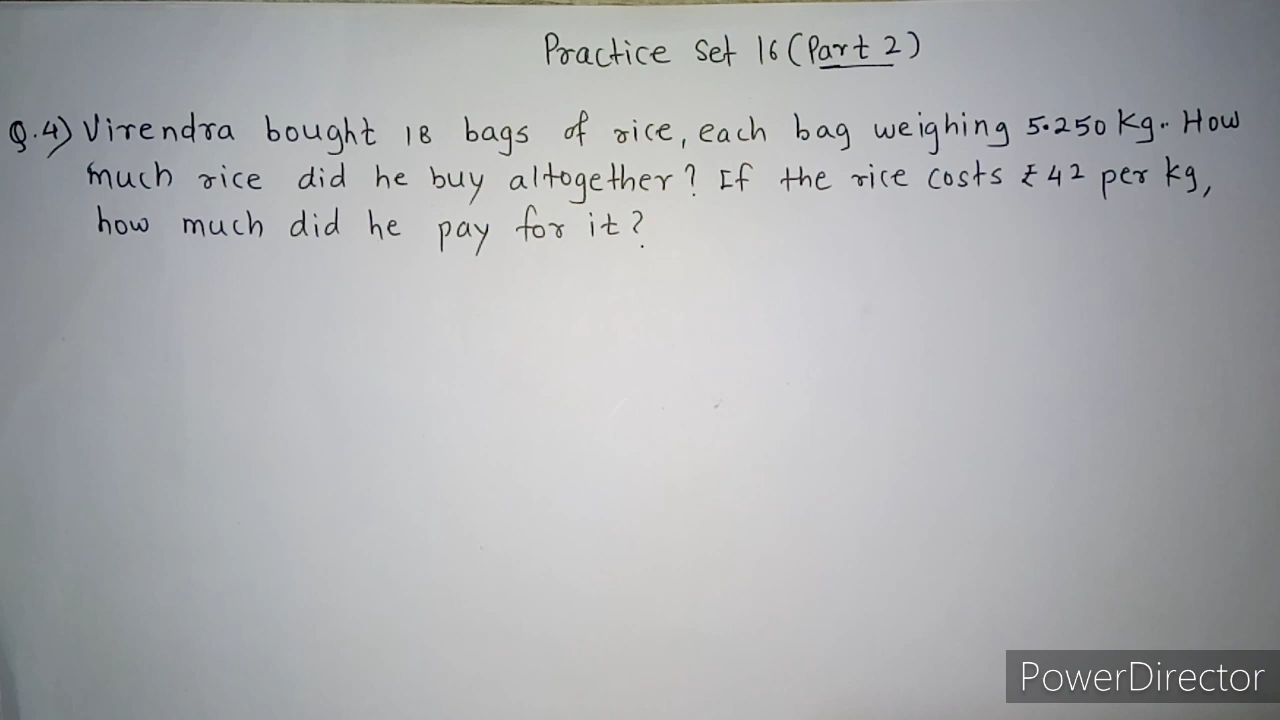 Practice Set 16 (Part 2)
Q.4) Virendra bought 18 bags of rice, each bag weighing 5.250 kg.. How
much rice did he buy altogether? If the rice costs ₹ 42 per kg,
how much did he pay for it?
PowerDirector